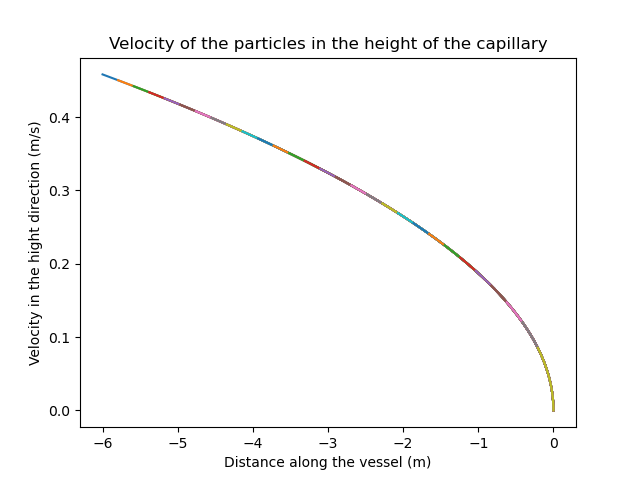 Velocity of the particles in the height of the capillary
Velocity in the hight direction (m/s)
0.4
0.3
0.2
0.1
0.0
−6 −5 −4 −3 −2 −1 0
Distance along the vessel (m)